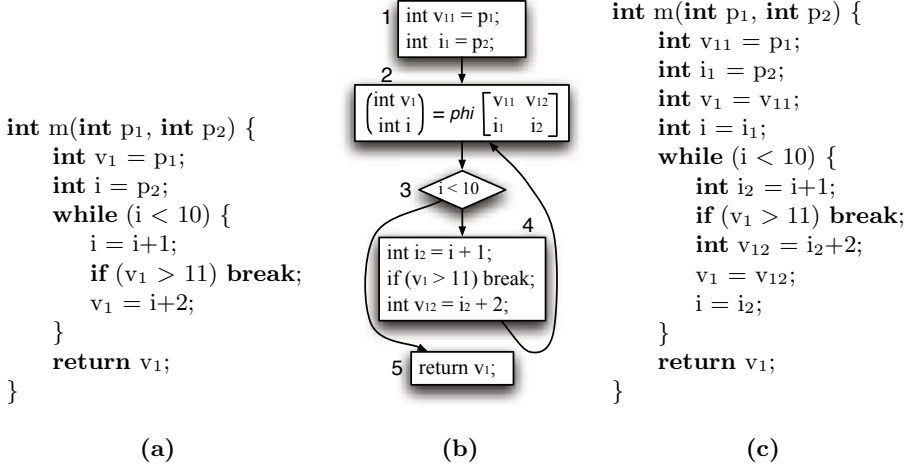 int m(int p₁, int p₂) {
int v₁ = p₁;
int i = p₂;
while (i < 10) {
i = i+1;
if (v₁ > 11) break;
v₁ = i+2;
}
return v₁;
}
(a)
1
int v₁₁ = p₁;
int i₁ = p₂;
2
(int v₁ int i) = phi [v₁₁ v₁₂ i₁ i₂]
3
i < 10
4
int i₂ = i + 1;
if (v₁ > 11) break;
int v₁₂ = i₂ + 2;
5
return v₁;
(b)
int m(int p₁, int p₂) {
int v₁₁ = p₁;
int i₁ = p₂;
int v₁ = v₁₁;
int i = i₁;
while (i < 10) {
int i₂ = i+1;
if (v₁ > 11) break;
int v₁₂ = i₂+2;
v₁ = v₁₂;
i = i₂;
}
return v₁;
}
(c)